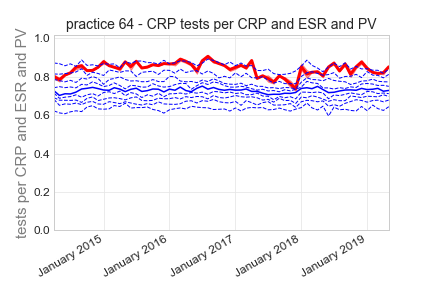 practice 64 - CRP tests per CRP and ESR and PV
tests per CRP and ESR and PV
1.0
0.8
0.6
0.4
0.2
0.0
January 2015
January 2016
January 2017
January 2018
January 2019